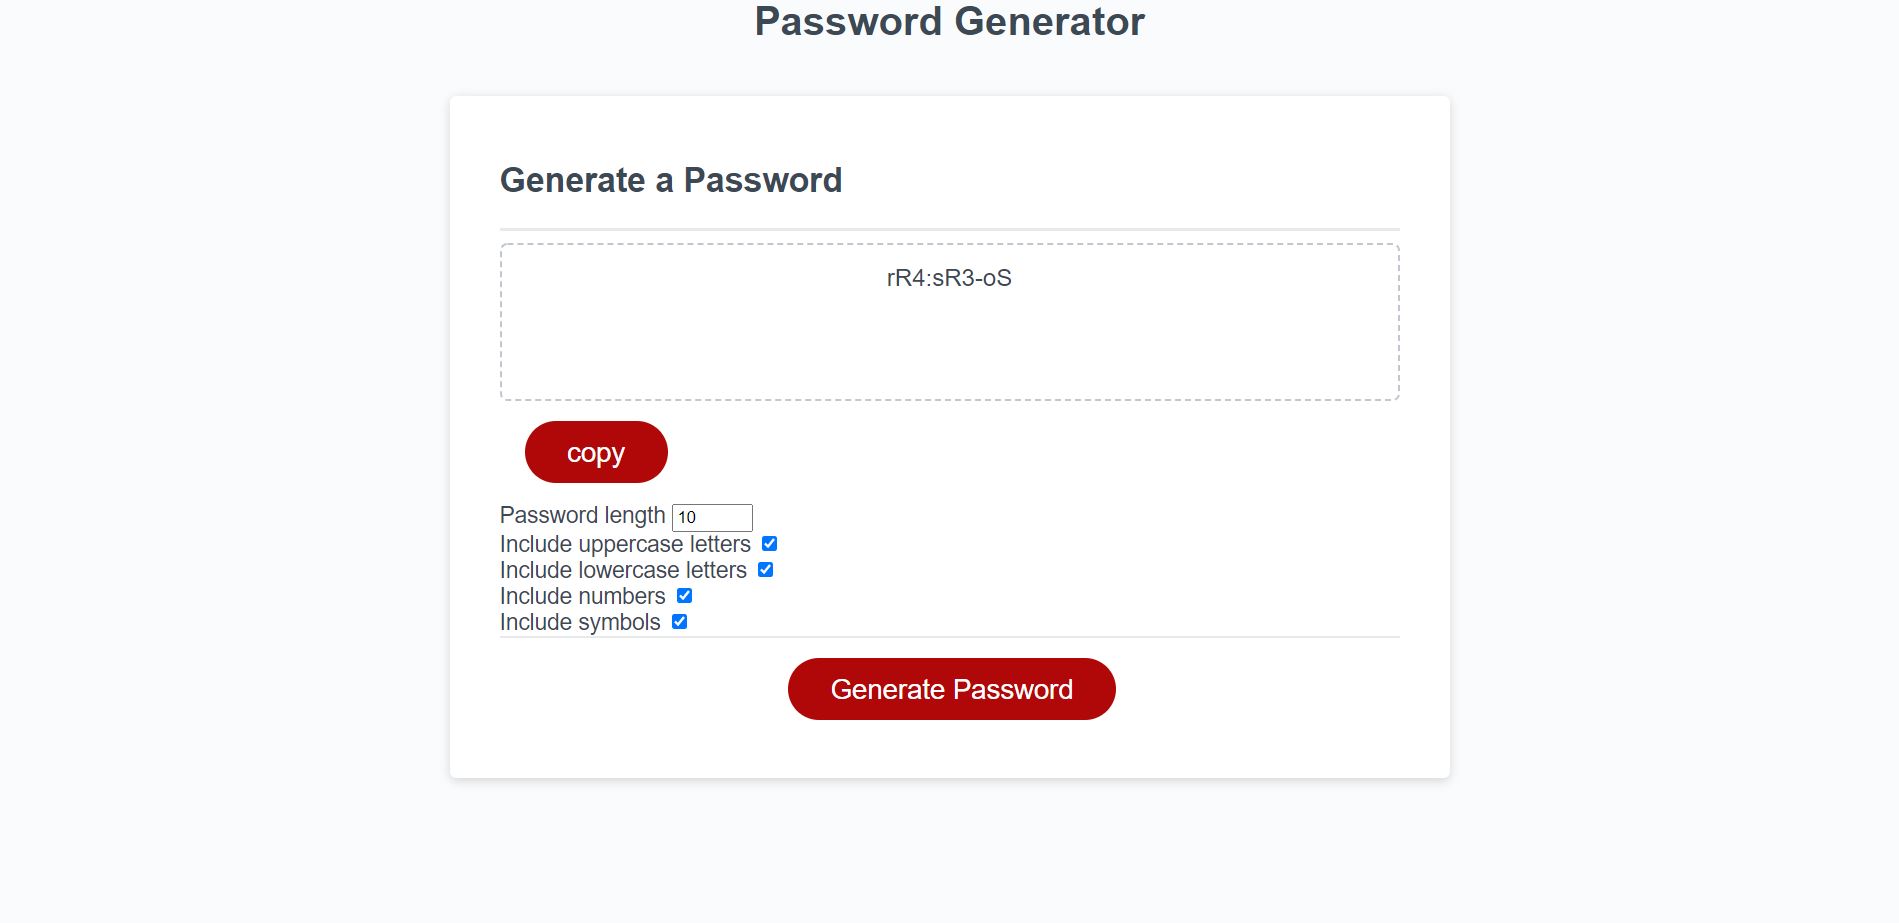 Password Generator
Generate a Password
rR4:sR3-oS
copy
Password length 10
Include uppercase letters
Include lowercase letters
Include numbers
Include symbols
Generate Password